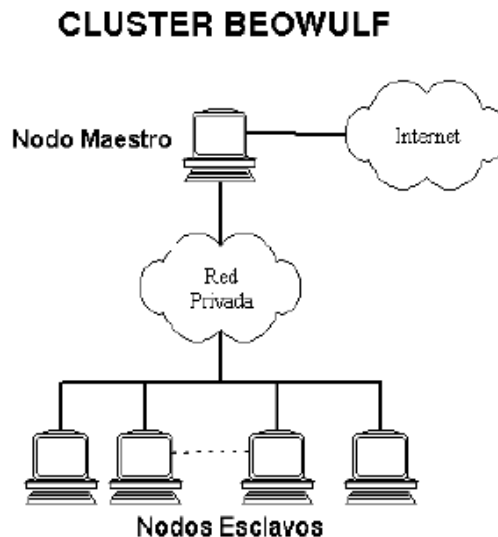 CLUSTER BEOWULF
Nodo Maestro
Internet
Red
Privada
Nodos Esclavos